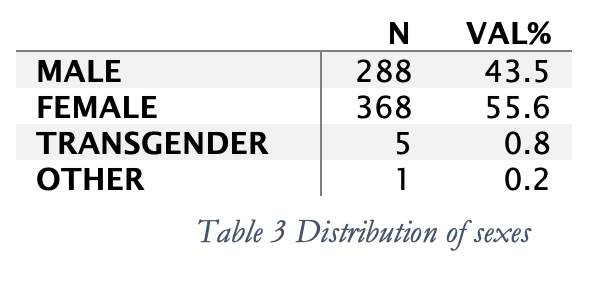 N VAL%
MALE 288 43.5
FEMALE 368 55.6
TRANSGENDER 5 0.8
OTHER 1 0.2
Table 3 Distribution of sexes